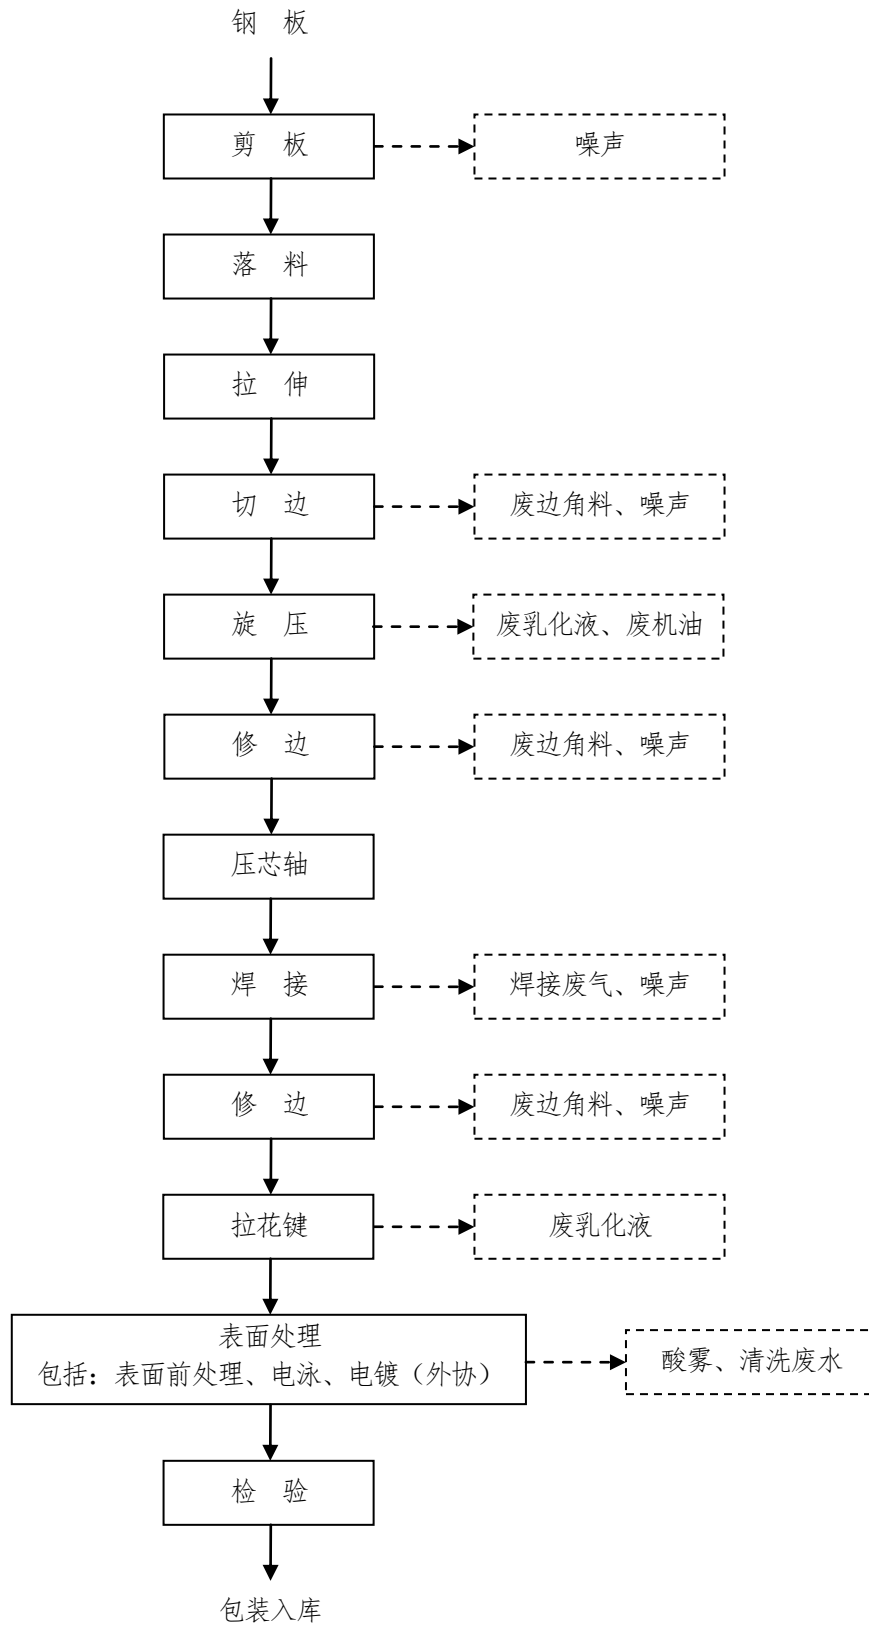 钢 板
剪 板
噪声
落 料
拉 伸
切 边
废边角料、噪声
旋 压
废乳化液、废机油
修 边
废边角料、噪声
压芯轴
焊 接
焊接废气、噪声
修 边
废边角料、噪声
拉花键
废乳化液
表面处理
包括：表面前处理、电泳、电镀（外协）
酸雾、清洗废水
检 验
包装入库